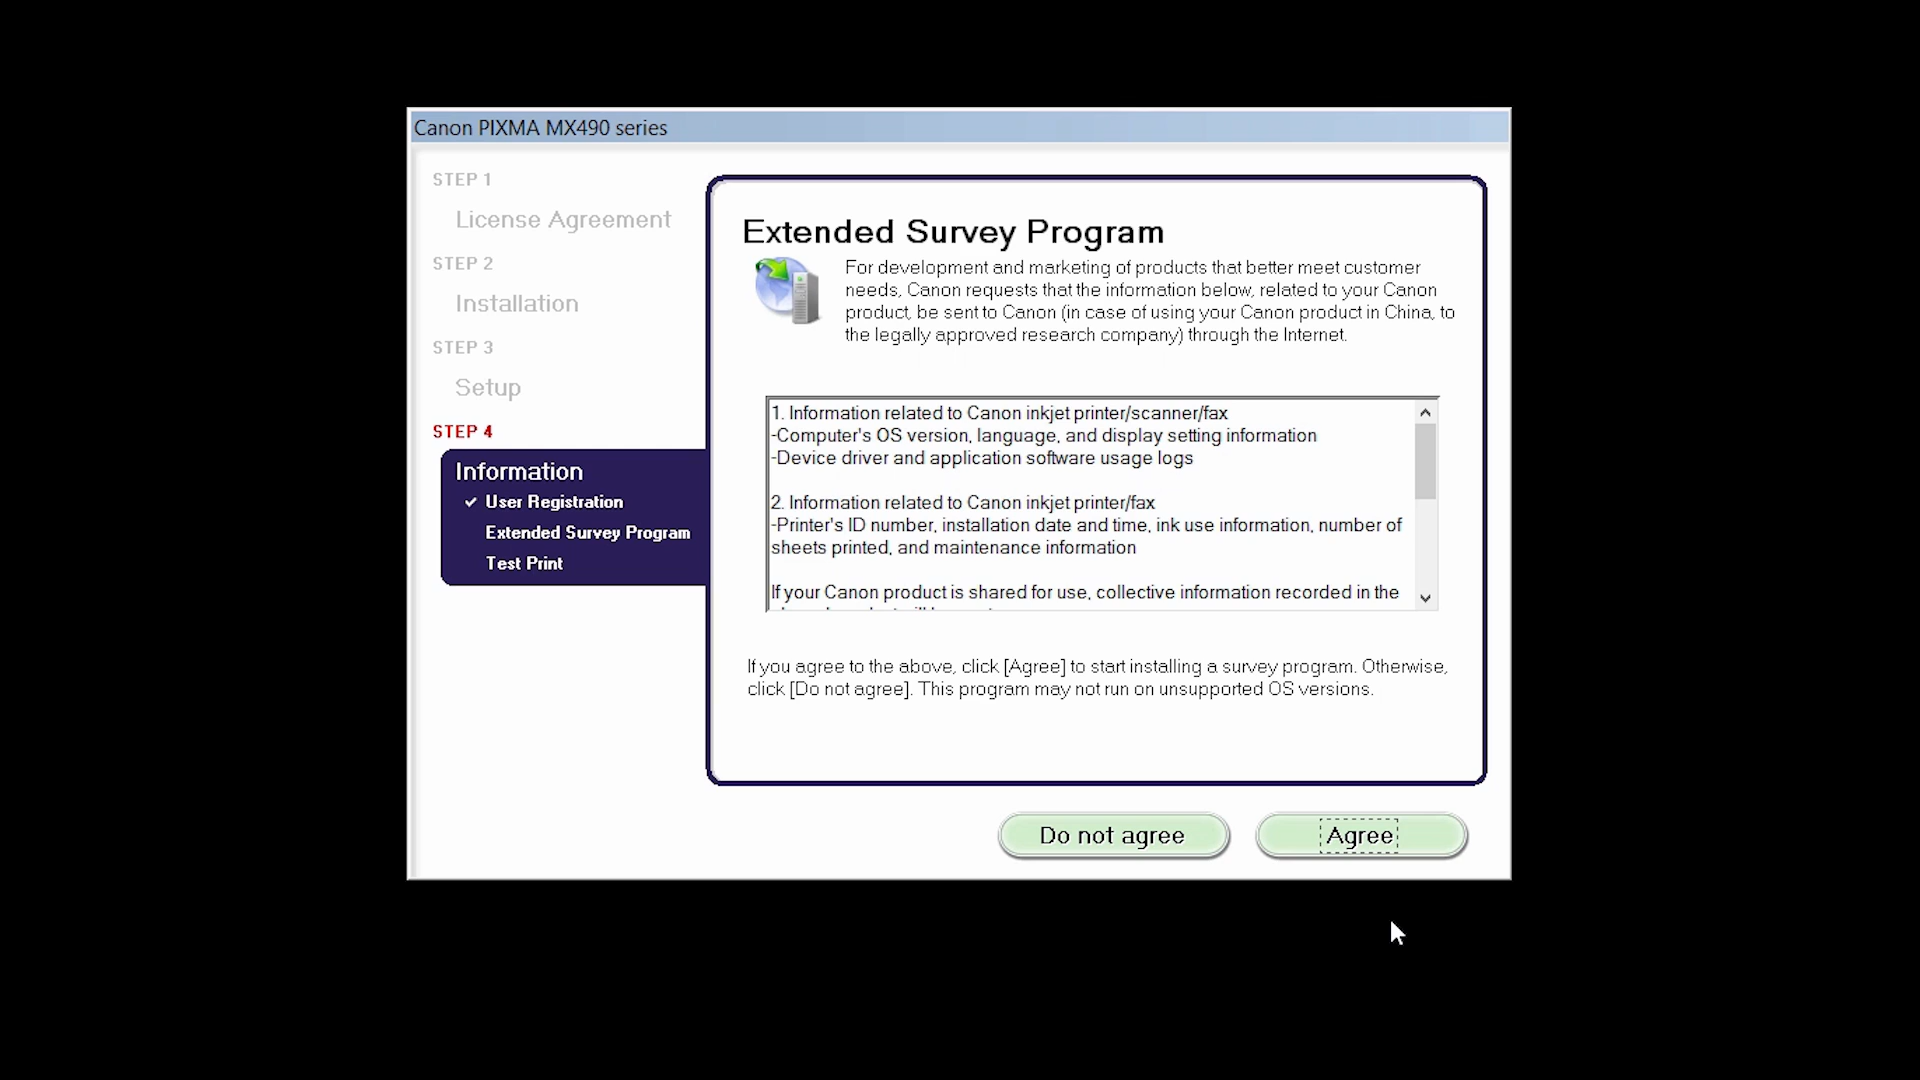 Canon PIXMA MX490 series
STEP 1
License Agreement
STEP 2
Installation
STEP 3
Setup
STEP 4
Information
User Registration
Extended Survey Program
Test Print
Extended Survey Program
For development and marketing of products that better meet customer
needs, Canon requests that the information below, related to your Canon
product, be sent to Canon (in case of using your Canon product in China, to
the legally approved research company) through the Internet.
1. Information related to Canon inkjet printer/scanner/fax
-Computer's OS version, language, and display setting information
-Device driver and application software usage logs
2. Information related to Canon inkjet printer/fax
-Printer's ID number, installation date and time, ink use information, number of
sheets printed, and maintenance information
If your Canon product is shared for use, collective information recorded in the
If you agree to the above, click [Agree] to start installing a survey program. Otherwise,
click [Do not agree]. This program may not run on unsupported OS versions.
Do not agree
Agree